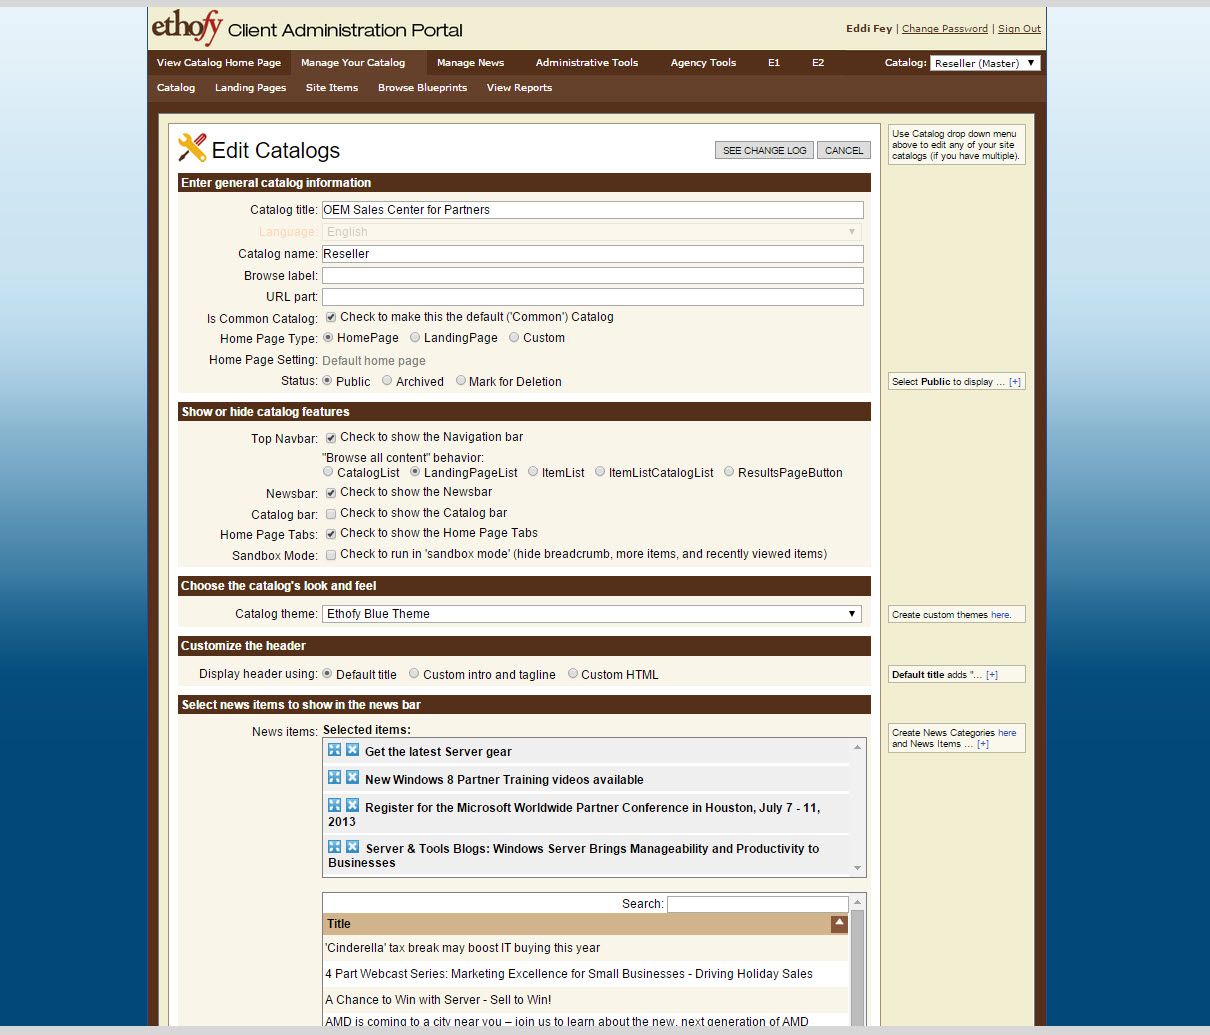 ethofy Client Administration Portal
Eddi Fey | Change Password | Sign Out
View Catalog Home Page Manage Your Catalog Manage News Administrative Tools Agency Tools E1 E2 Catalog: Reseller (Master)
Catalog Landing Pages Site Items Browse Blueprints View Reports
Edit Catalogs
SEE CHANGE LOG CANCEL
Use Catalog drop down menu
above to edit any of your site
catalogs (if you have multiple).
Enter general catalog information
Catalog title: OEM Sales Center for Partners
Language: English
Catalog name: Reseller
Browse label:
URL part:
Is Common Catalog: Check to make this the default ('Common') Catalog
Home Page Type: HomePage LandingPage Custom
Home Page Setting: Default home page
Status: Public Archived Mark for Deletion
Select Public to display ... [+]
Show or hide catalog features
Top Navbar: Check to show the Navigation bar
"Browse all content" behavior:
CatalogList LandingPageList ItemList ItemListCatalogList ResultsPageButton
Newsbar: Check to show the Newsbar
Catalog bar: Check to show the Catalog bar
Home Page Tabs: Check to show the Home Page Tabs
Sandbox Mode: Check to run in 'sandbox mode' (hide breadcrumb, more items, and recently viewed items)
Choose the catalog's look and feel
Catalog theme: Ethofy Blue Theme
Create custom themes here.
Customize the header
Display header using: Default title Custom intro and tagline Custom HTML
Default title adds "... [+]
Select news items to show in the news bar
News items: Selected items:
Create News Categories here
and News Items ... [+]
Get the latest Server gear
New Windows 8 Partner Training videos available
Register for the Microsoft Worldwide Partner Conference in Houston, July 7 - 11,
2013
Server & Tools Blogs: Windows Server Brings Manageability and Productivity to
Businesses
Search:
Title
'Cinderella' tax break may boost IT buying this year
4 Part Webcast Series: Marketing Excellence for Small Businesses - Driving Holiday Sales
A Chance to Win with Server - Sell to Win!
AMD is coming to a city near you – join us to learn about the new, next generation of AMD